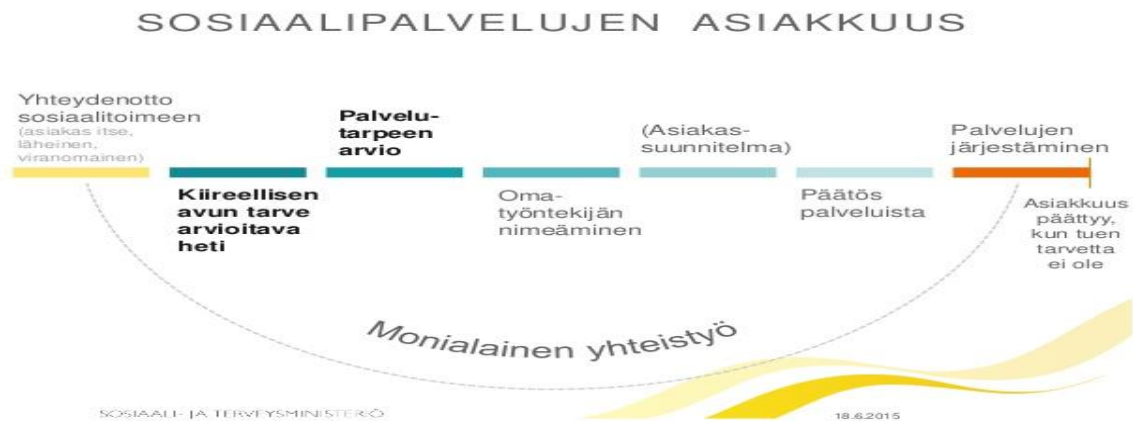 SOSIAALIPALVELUJEN ASIAKKUUS
Yhteydenotto
sosiaalitoimeen
(asiakas itse,
läheinen,
viranomainen)
Kiireellisen
avun tarve
arvioitava
heti
Palvelu-
tarpeen
arvio
Oma-
työntekijän
nimeäminen
(Asiakas-
suunnitelma)
Päätös
palveluista
Palvelujen
järjestäminen
Asiakkuus
päättyy,
kun tuen
tarvetta
ei ole
Monialainen yhteistyö
SOSIAALI- JA TERVEYSMINISTERIÖ
18.6.2015